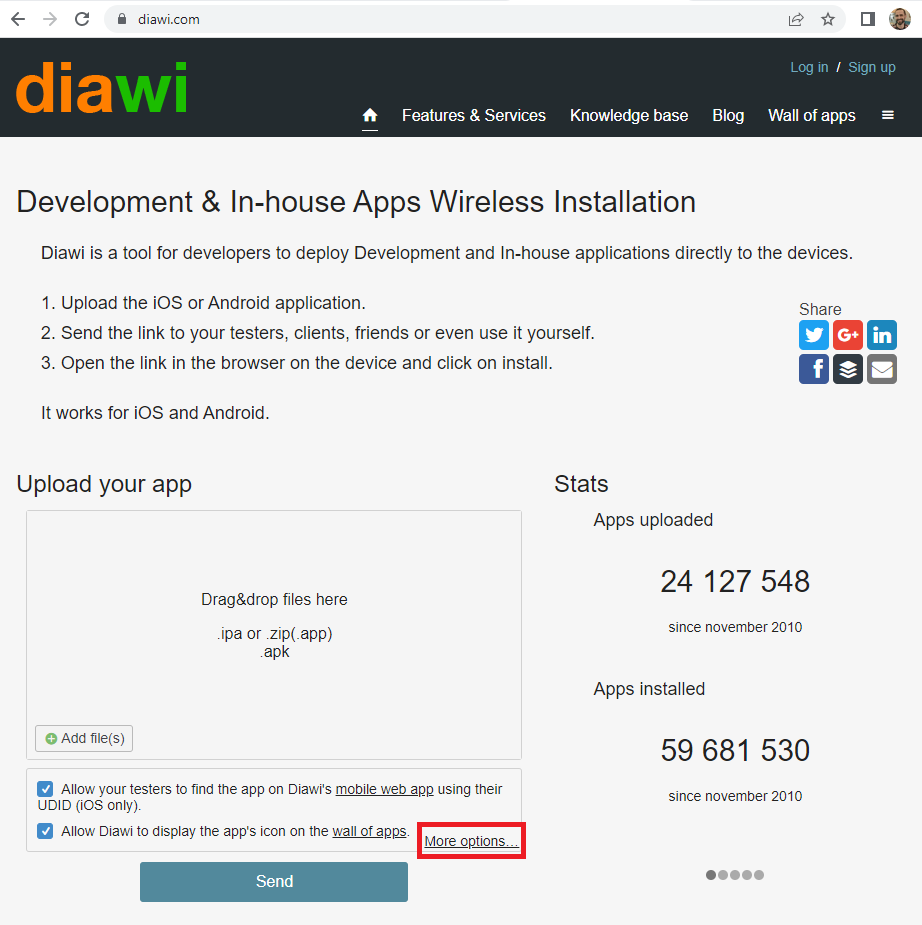 diawi.com
diawi
Log in / Sign up
Features & Services Knowledge base Blog Wall of apps
Development & In-house Apps Wireless Installation
Diawi is a tool for developers to deploy Development and In-house applications directly to the devices.
1. Upload the iOS or Android application.
2. Send the link to your testers, clients, friends or even use it yourself.
3. Open the link in the browser on the device and click on install.
It works for iOS and Android.
Share
G+ in
f
Upload your app
Drag&drop files here
.ipa or .zip(.app)
.apk
Add file(s)
Allow your testers to find the app on Diawi's mobile web app using their
UDID (iOS only).
Allow Diawi to display the app's icon on the wall of apps.
More options...
Send
Stats
Apps uploaded
24 127 548
since november 2010
Apps installed
59 681 530
since november 2010